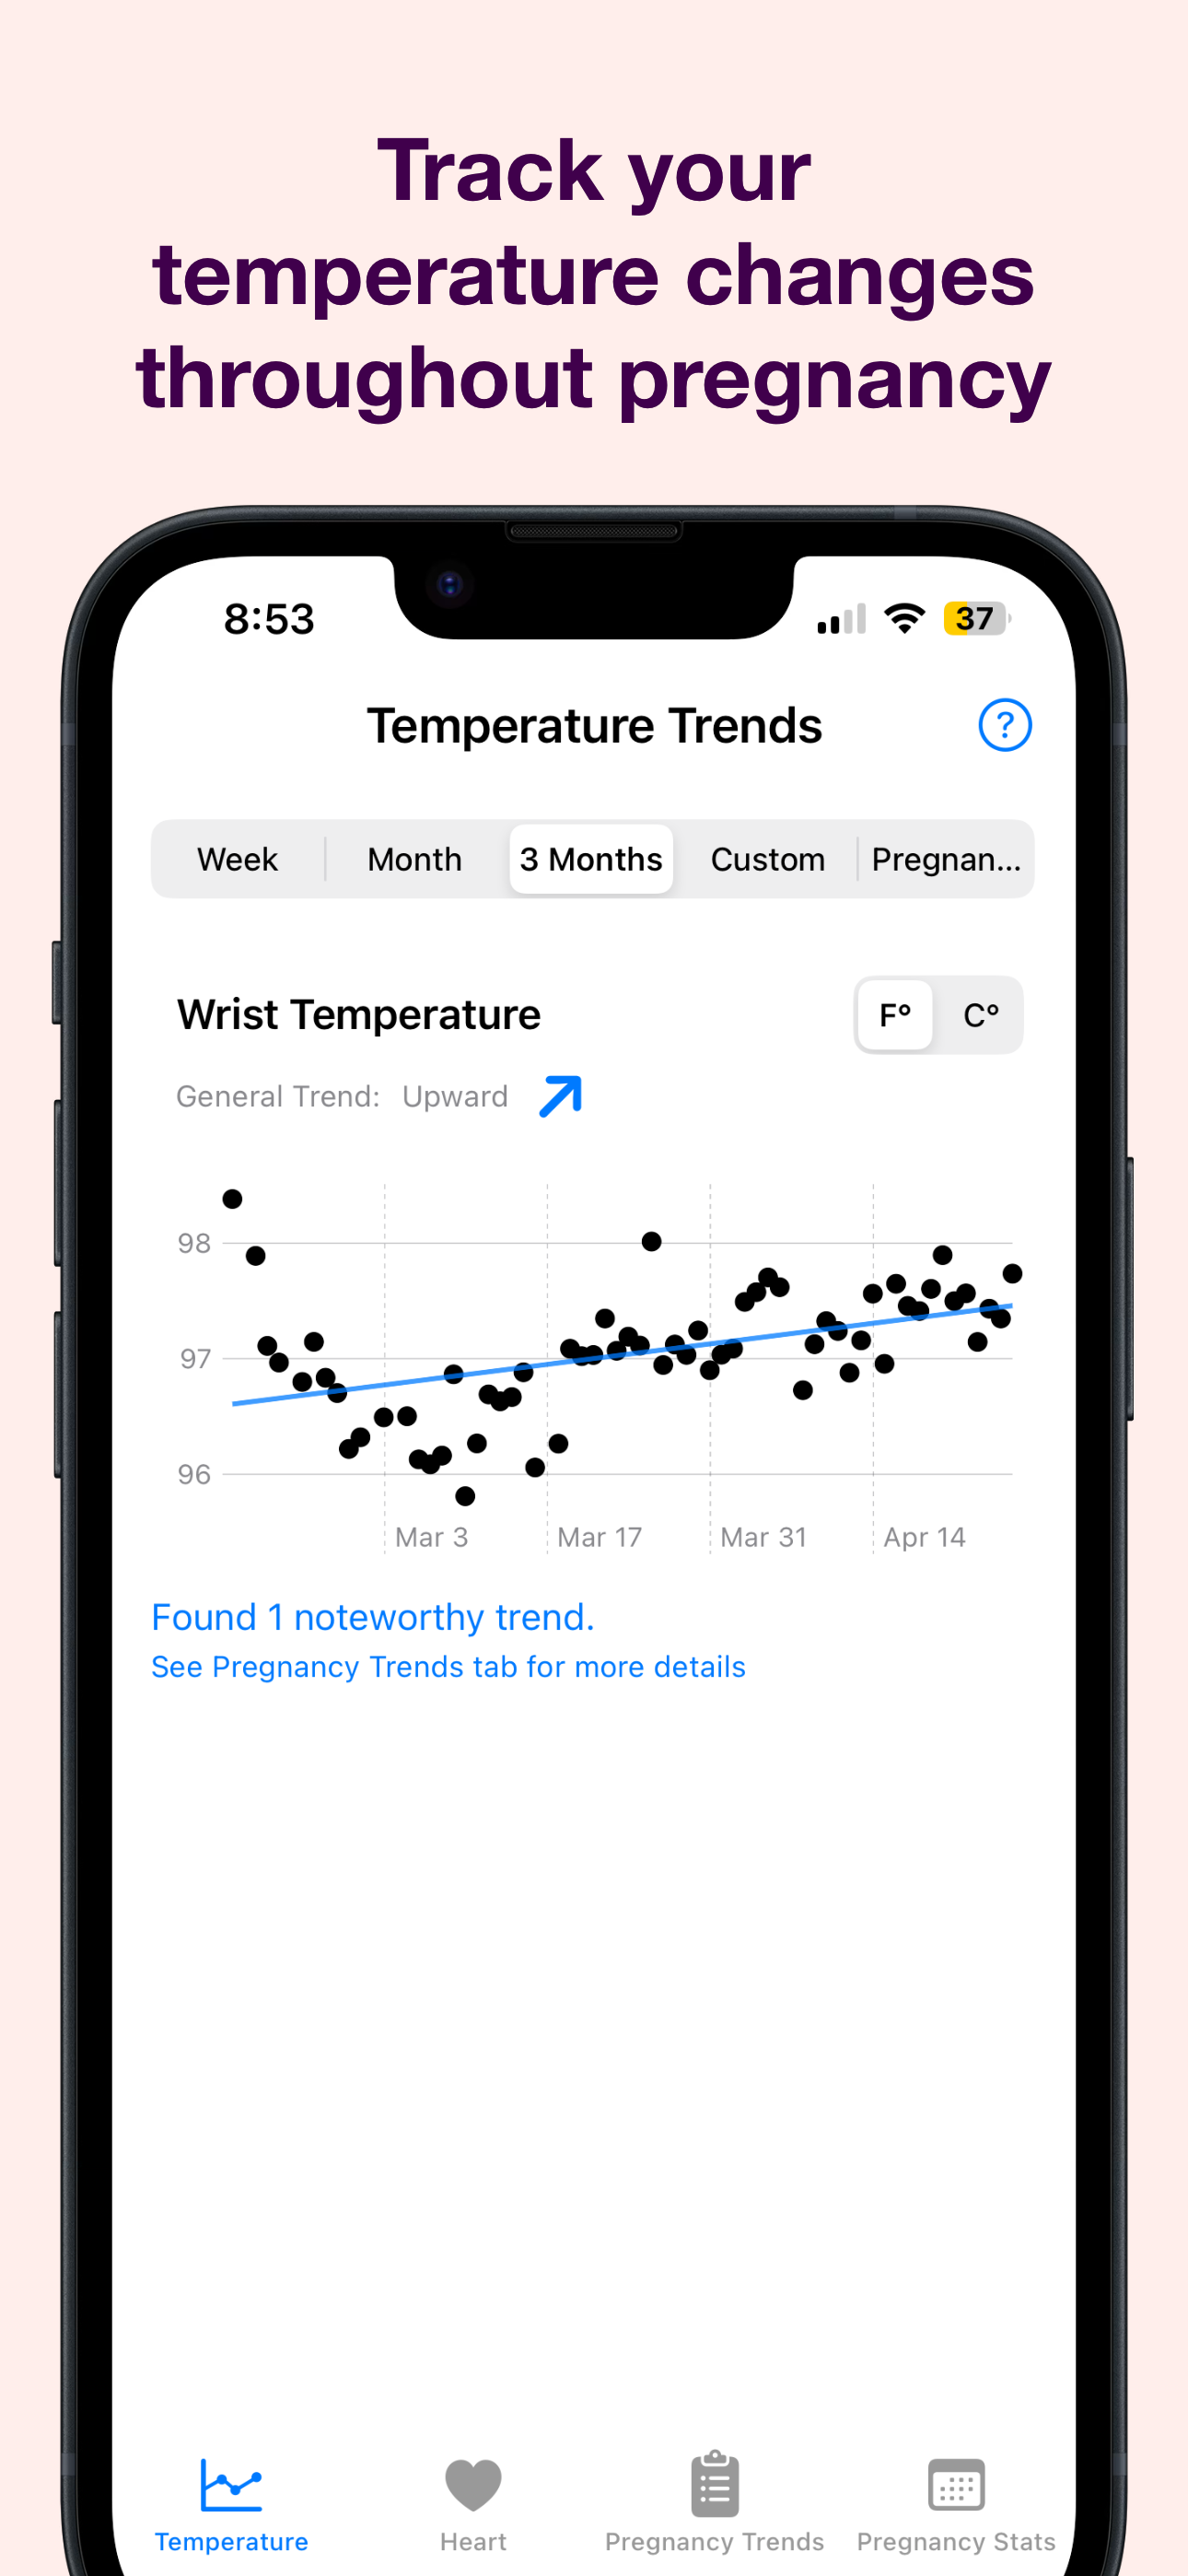 Track your
temperature changes
throughout pregnancy
8:53
37
Temperature Trends
?
Week Month 3 Months Custom Pregnan...
Wrist Temperature
F° C°
General Trend: Upward
98
97
96
Mar 3 Mar 17 Mar 31 Apr 14
Found 1 noteworthy trend.
See Pregnancy Trends tab for more details
Temperature Heart Pregnancy Trends Pregnancy Stats